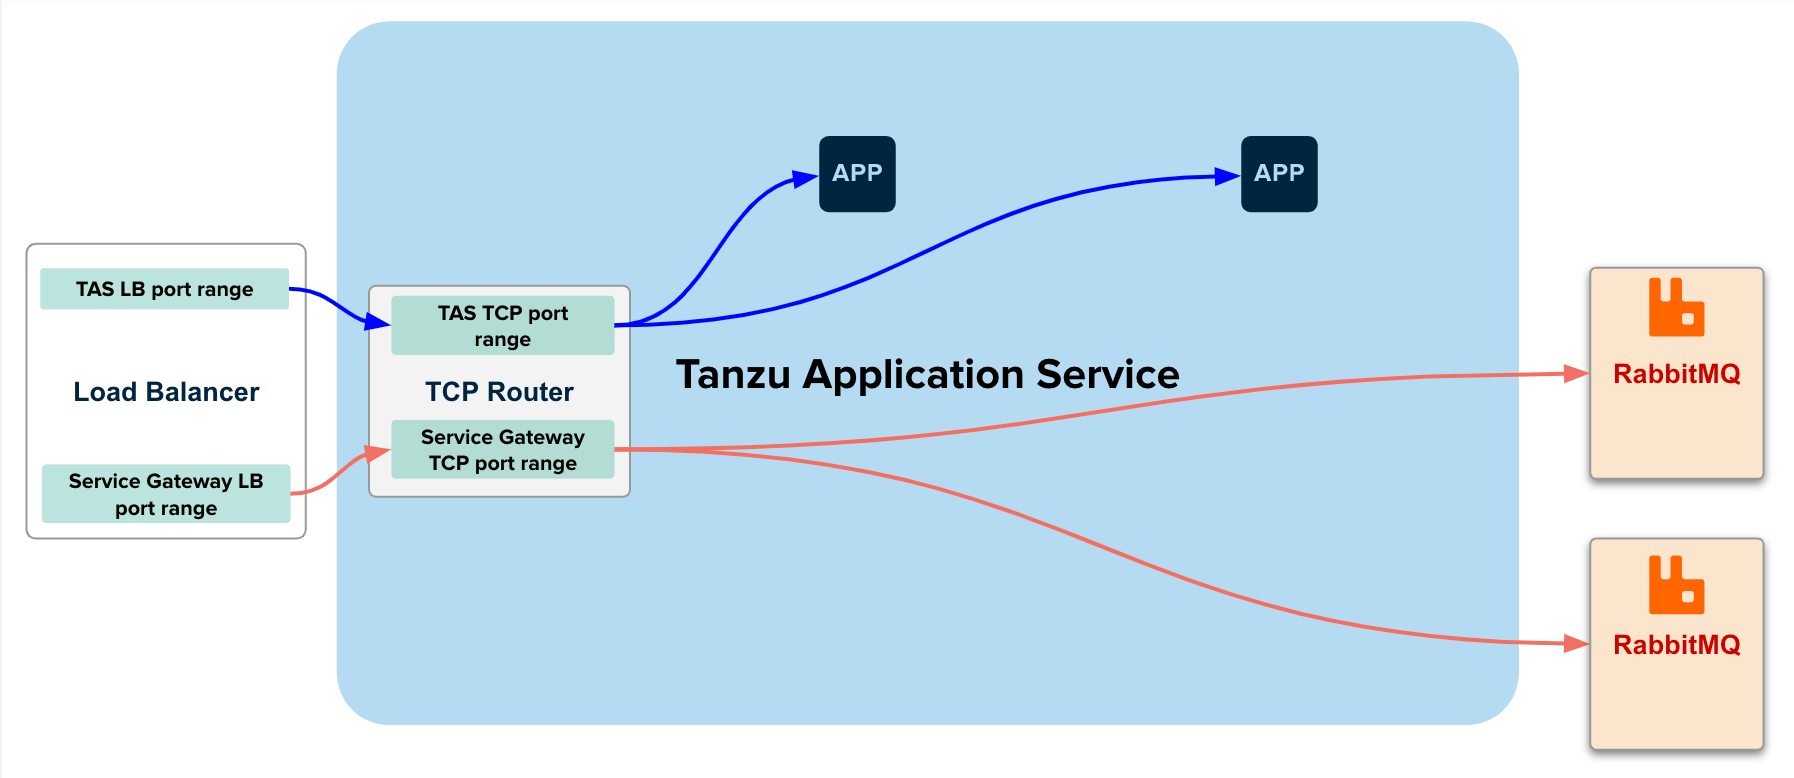 TAS LB port range
Load Balancer
Service Gateway LB
port range
TAS TCP port
range
TCP Router
Service Gateway
TCP port range
APP
APP
Tanzu Application Service
RabbitMQ
RabbitMQ